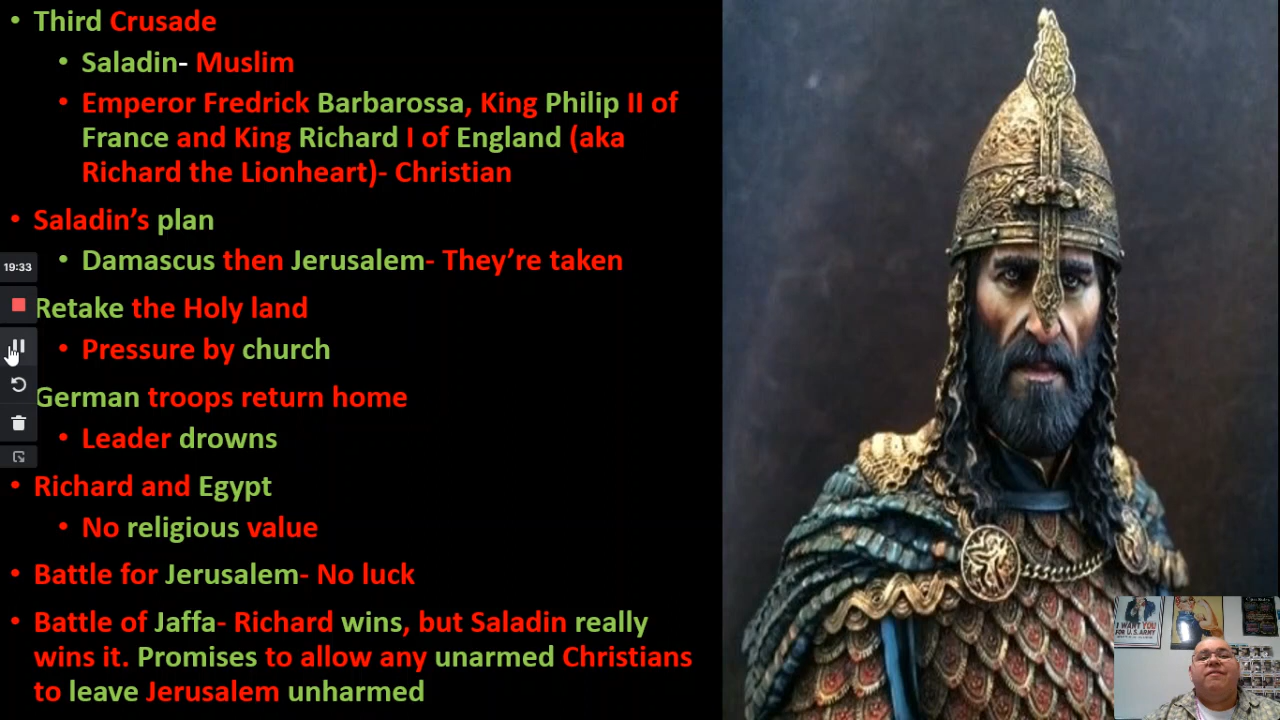 • Third Crusade
• Saladin- Muslim
• Emperor Fredrick Barbarossa, King Philip II of
France and King Richard I of England (aka
Richard the Lionheart)- Christian
• Saladin’s plan
• Damascus then Jerusalem- They’re taken
19:33
Retake the Holy land
• Pressure by church
German troops return home
• Leader drowns
• Richard and Egypt
• No religious value
• Battle for Jerusalem- No luck
• Battle of Jaffa- Richard wins, but Saladin really
wins it. Promises to allow any unarmed Christians
to leave Jerusalem unharmed
I WANT YOU
FOR U.S. ARMY